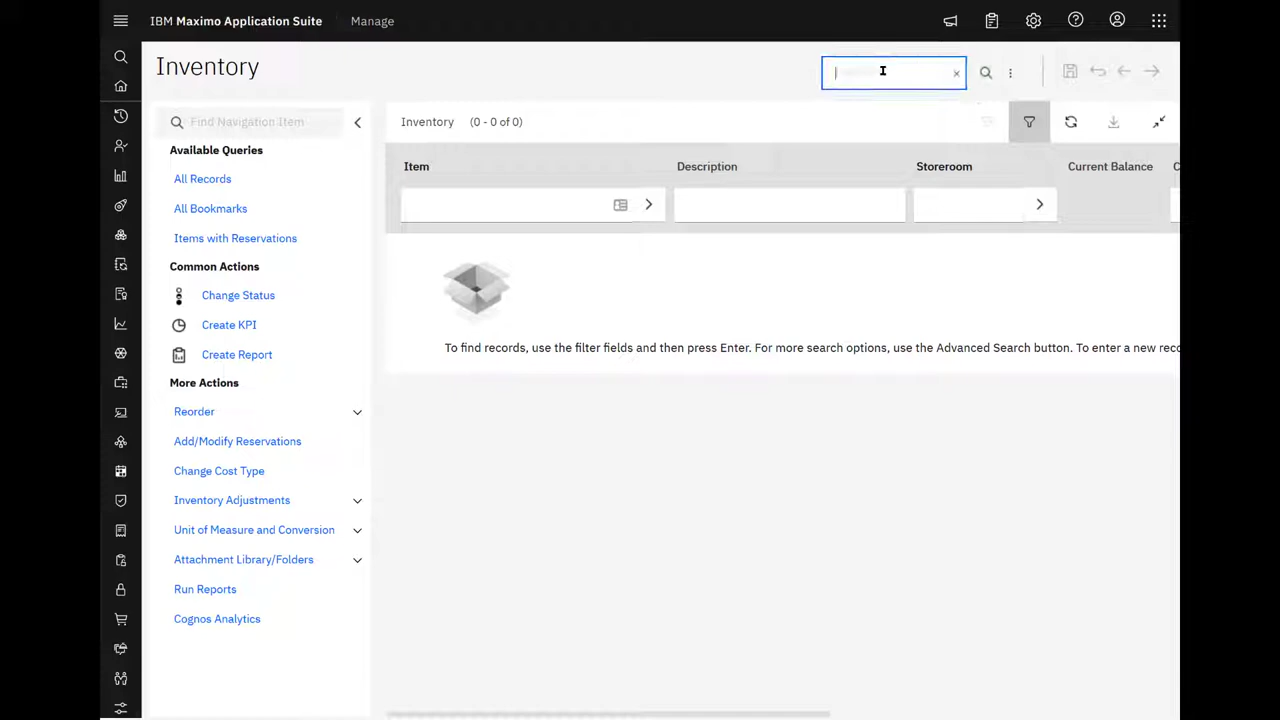 IBM Maximo Application Suite Manage
Inventory
Find Navigation Item
Available Queries
All Records
All Bookmarks
Items with Reservations
Common Actions
Change Status
Create KPI
Create Report
More Actions
Reorder
Add/Modify Reservations
Change Cost Type
Inventory Adjustments
Unit of Measure and Conversion
Attachment Library/Folders
Run Reports
Cognos Analytics
Inventory (0 - 0 of 0)
Item Description Storeroom Current Balance C
To find records, use the filter fields and then press Enter. For more search options, use the Advanced Search button. To enter a new reco